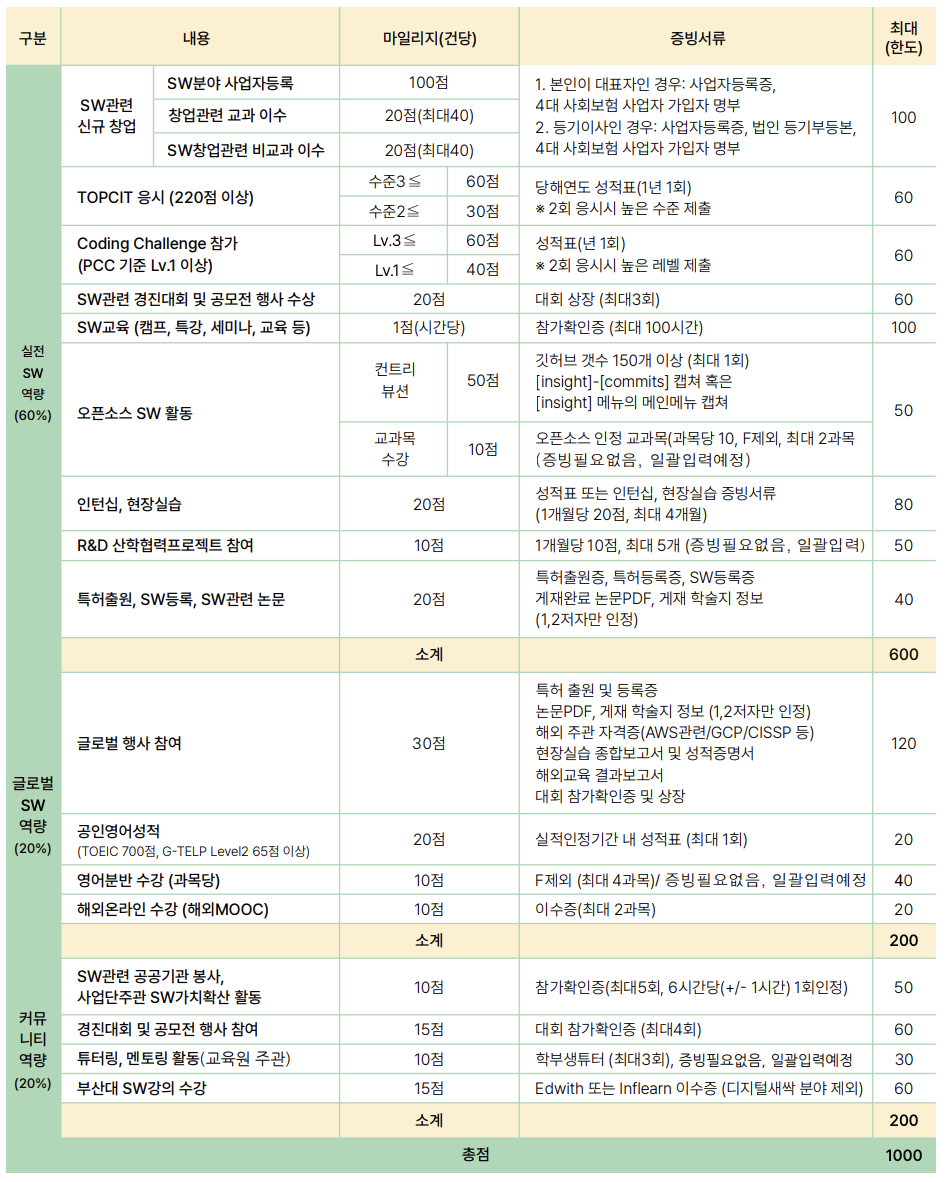 구분 내용 마일리지(건당) 증빙서류 최대
(한도)
실전
SW
역량
(60%)
SW관련
신규 창업
SW분야 사업자등록 100점
창업관련 교과 이수 20점(최대40)
SW창업관련 비교과 이수 20점(최대40)
1. 본인이 대표자인 경우: 사업자등록증,
4대 사회보험 사업자 가입자 명부
2. 등기이사인 경우: 사업자등록증, 법인 등기부등본,
4대 사회보험 사업자 가입자 명부
100
TOPCIT 응시 (220점 이상)
수준3≦ 60점
수준2≦ 30점
당해연도 성적표(1년 1회)
※ 2회 응시시 높은 수준 제출
60
Coding Challenge 참가
(PCC 기준 Lv.1 이상)
Lv.3≦ 60점
Lv.1≦ 40점
성적표(년 1회)
※ 2회 응시시 높은 레벨 제출
60
SW관련 경진대회 및 공모전 행사 수상 20점 대회 상장 (최대3회) 60
SW교육 (캠프, 특강, 세미나, 교육 등) 1점(시간당) 참가확인증 (최대 100시간) 100
오픈소스 SW 활동
컨트리
뷰션
50점
깃허브 갯수 150개 이상 (최대 1회)
[insight]-[commits] 캡쳐 혹은
[insight] 메뉴의 메인메뉴 캡쳐
교과목
수강
10점
오픈소스 인정 교과목(과목당 10, F제외, 최대 2과목
(증빙필요없음, 일괄입력예정)
50
인턴십, 현장실습 20점
성적표 또는 인턴십, 현장실습 증빙서류
(1개월당 20점, 최대 4개월)
80
R&D 산학협력프로젝트 참여 10점 1개월당 10점, 최대 5개 (증빙필요없음, 일괄입력) 50
특허출원, SW등록, SW관련 논문 20점
특허출원증, 특허등록증, SW등록증
게재완료 논문PDF, 게재 학술지 정보
(1,2저자만 인정)
40
소계 600
글로벌
SW
역량
(20%)
글로벌 행사 참여 30점
특허 출원 및 등록증
논문PDF, 게재 학술지 정보 (1,2저자만 인정)
해외 주관 자격증(AWS관련/GCP/CISSP 등)
현장실습 종합보고서 및 성적증명서
해외교육 결과보고서
대회 참가확인증 및 상장
120
공인영어성적
(TOEIC 700점, G-TELP Level2 65점 이상)
20점 실적인정기간 내 성적표 (최대 1회) 20
영어분반 수강 (과목당) 10점 F제외 (최대 4과목)/ 증빙필요없음, 일괄입력예정 40
해외온라인 수강 (해외MOOC) 10점 이수증(최대 2과목) 20
소계 200
커뮤
니티
역량
(20%)
SW관련 공공기관 봉사,
사업단주관 SW가치확산 활동
10점 참가확인증(최대5회, 6시간당(+/- 1시간) 1회인정) 50
경진대회 및 공모전 행사 참여 15점 대회 참가확인증 (최대4회) 60
튜터링, 멘토링 활동(교육원 주관) 10점 학부생튜터 (최대3회), 증빙필요없음, 일괄입력예정 30
부산대 SW강의 수강 15점 Edwith 또는 Inflearn 이수증 (디지털새싹 분야 제외) 60
소계 200
총점 1000